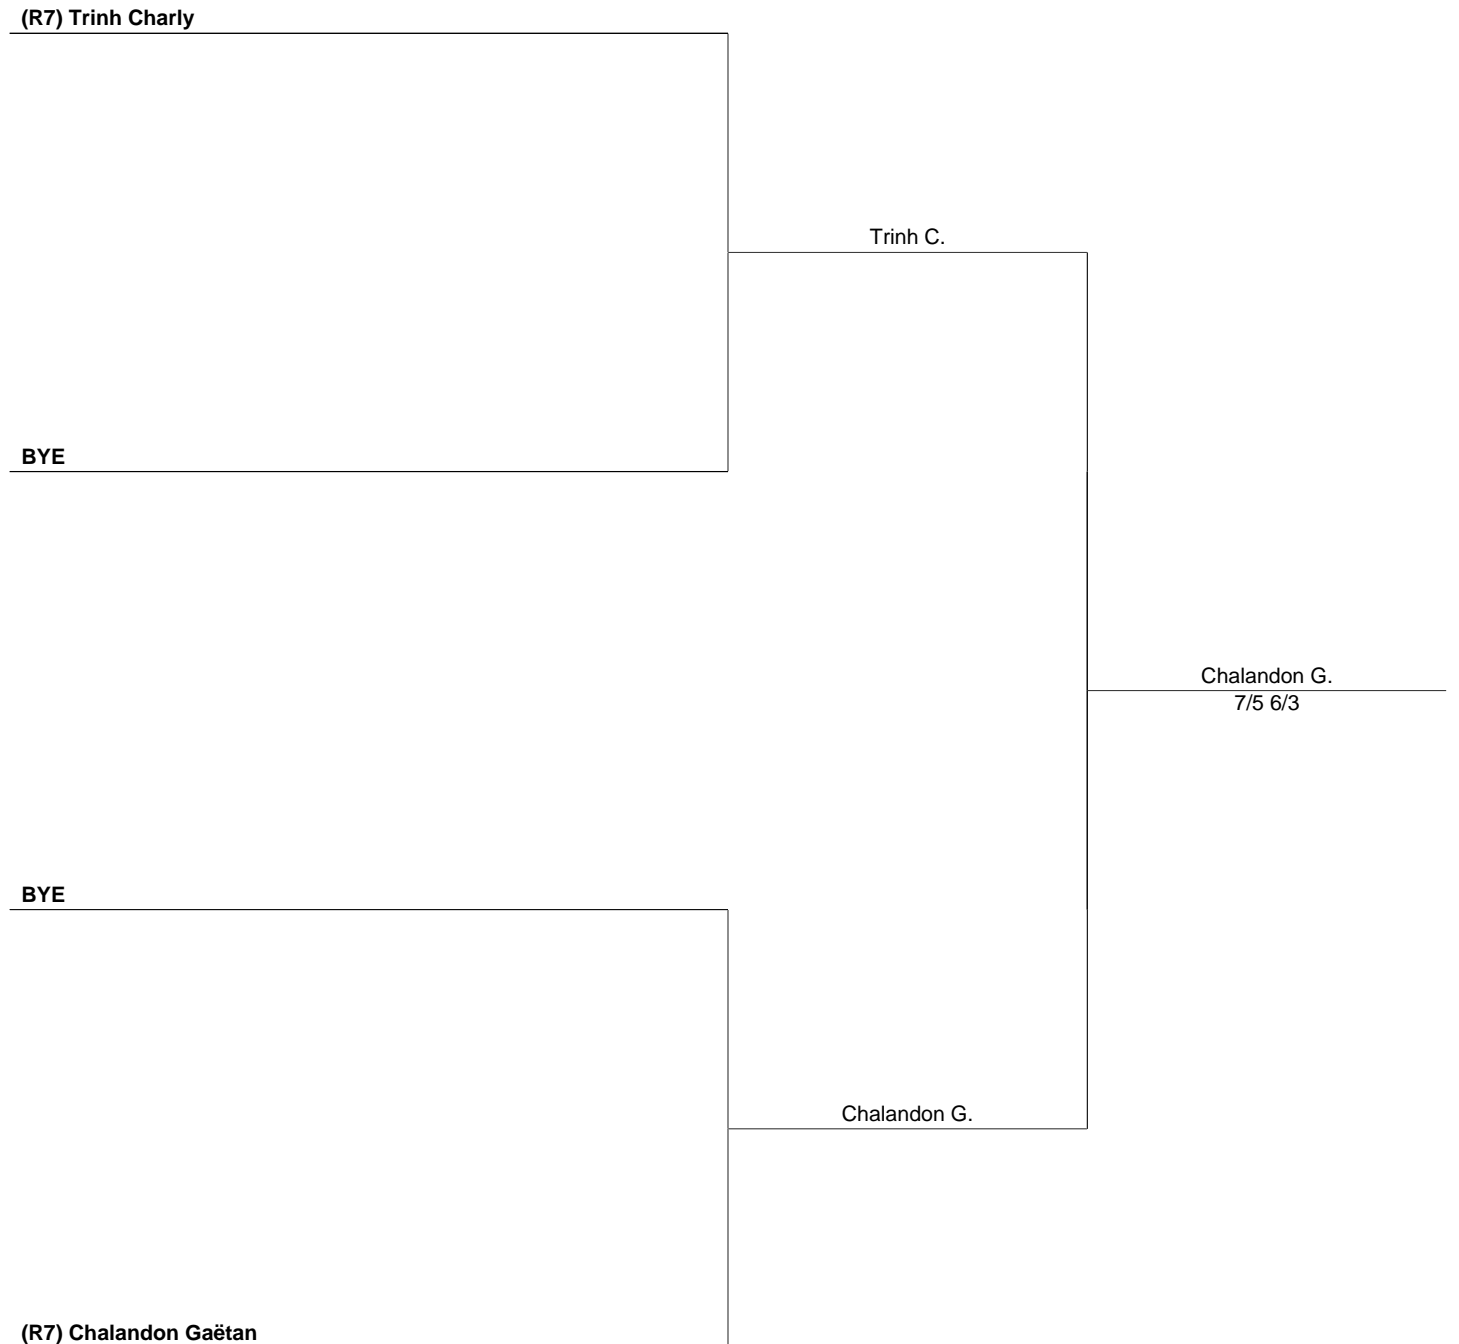 (R7) Trinh Charly
Trinh C.
BYE
Chalandon G.
7/5 6/3
BYE
Chalandon G.
(R7) Chalandon Gaëtan